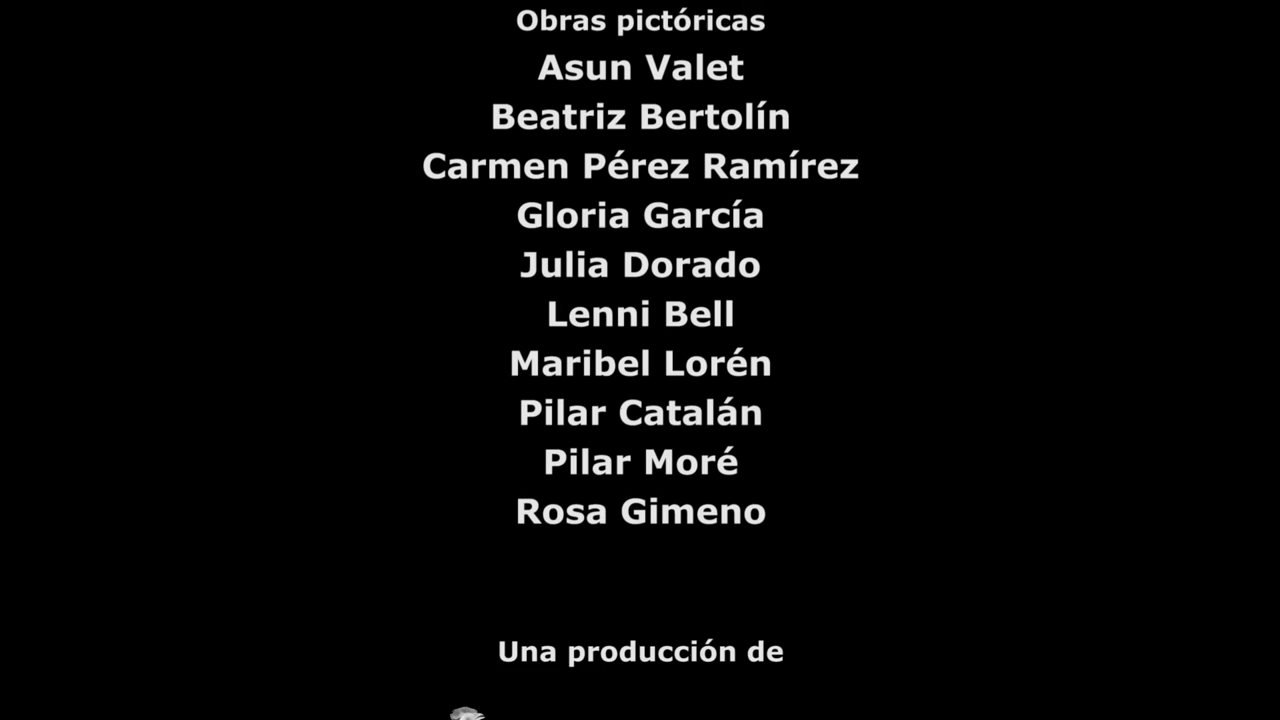 Obras pictóricas
Asun Valet
Beatriz Bertolín
Carmen Pérez Ramírez
Gloria García
Julia Dorado
Lenni Bell
Maribel Lorén
Pilar Catalán
Pilar Moré
Rosa Gimeno
Una producción de